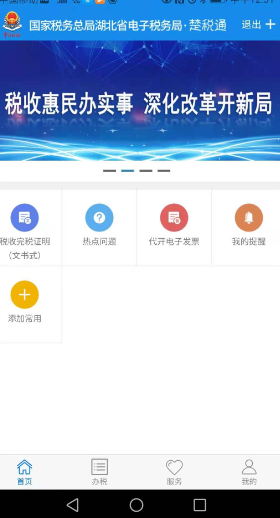 国家税务总局湖北省电子税务局·楚税通 退出 +
税收惠民办实事 深化改革开新局
税收完税证明
(文书式)
热点问题
代开电子发票
我的提醒
添加常用
首页 办税 服务 我的